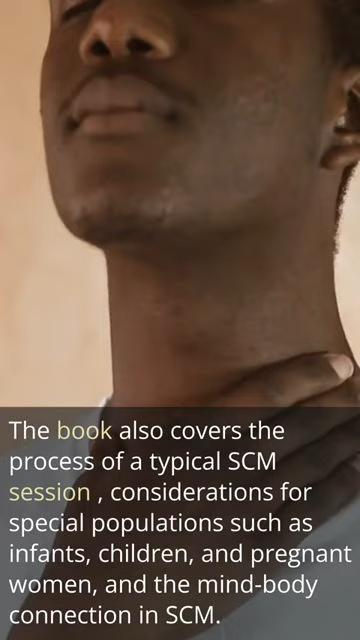 The book also covers the
process of a typical SCM
session , considerations for
special populations such as
infants, children, and pregnant
women, and the mind-body
connection in SCM.